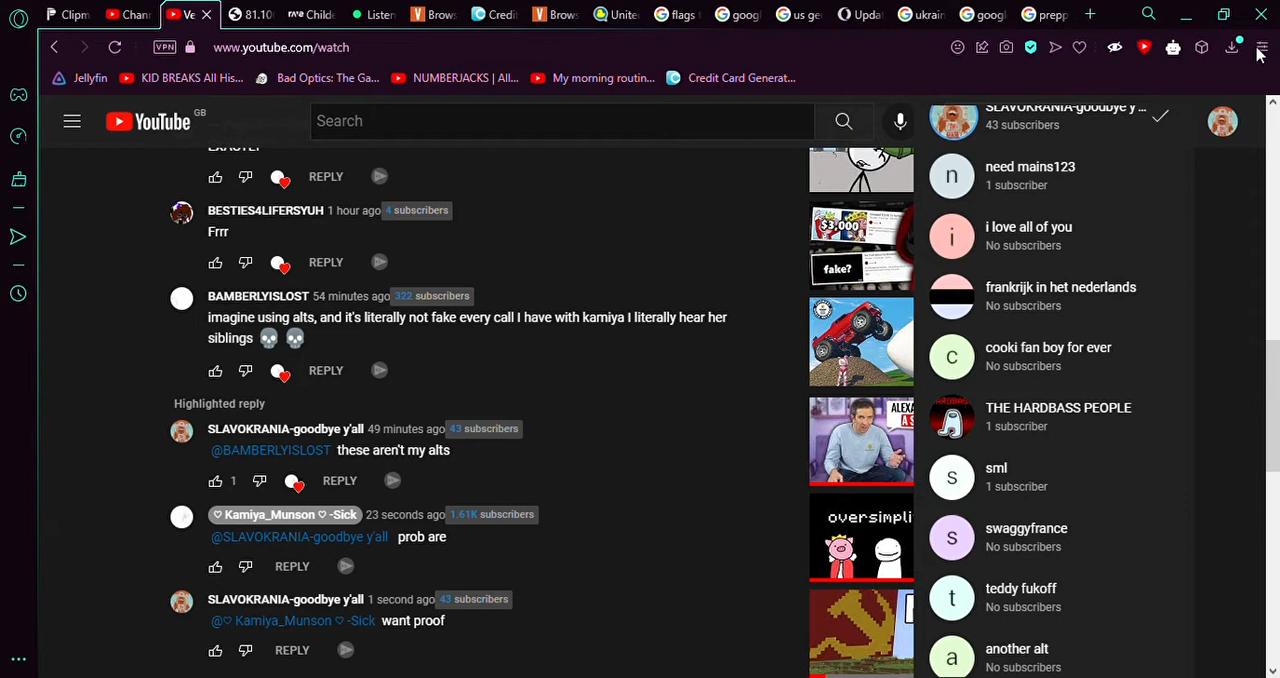 Clipm
Chann
Ve
81.10
Childe
Listen
Brows
Credi
Brows
Unite
flags
goog
us ge
Upda
ukrain
goog
prepp
VPN
www.youtube.com/watch
Jellyfin
KID BREAKS All His...
Bad Optics: The Ga...
NUMBERJACKS | All...
My morning routin...
Credit Card Generat...
YouTube GB
Search
REPLY
BESTIES4LIFERSYUH 1 hour ago 4 subscribers
Frrr
REPLY
BAMBERLYISLOST 54 minutes ago 322 subscribers
imagine using alts, and it's literally not fake every call I have with kamiya I literally hear her
siblings 💀 💀
REPLY
Highlighted reply
SLAVOKRANIA-goodbye y'all 49 minutes ago 43 subscribers
@BAMBERLYISLOST these aren't my alts
1 REPLY
♡ Kamiya_Munson ♡ -Sick 23 seconds ago 1.61K subscribers
@SLAVOKRANIA-goodbye y'all prob are
REPLY
SLAVOKRANIA-goodbye y'all 1 second ago 43 subscribers
@♡ Kamiya_Munson ♡ -Sick want proof
REPLY
$3,000
fake?
ALEXA
A S
oversimpli
SLAVOKRANIA-goodbye y'...
43 subscribers
n
need mains123
1 subscriber
i
i love all of you
No subscribers
frankrijk in het nederlands
No subscribers
c
cooki fan boy for ever
No subscribers
HARDBASS
THE HARDBASS PEOPLE
1 subscriber
s
sml
1 subscriber
s
swaggyfrance
No subscribers
t
teddy fukoff
No subscribers
a
another alt
No subscribers